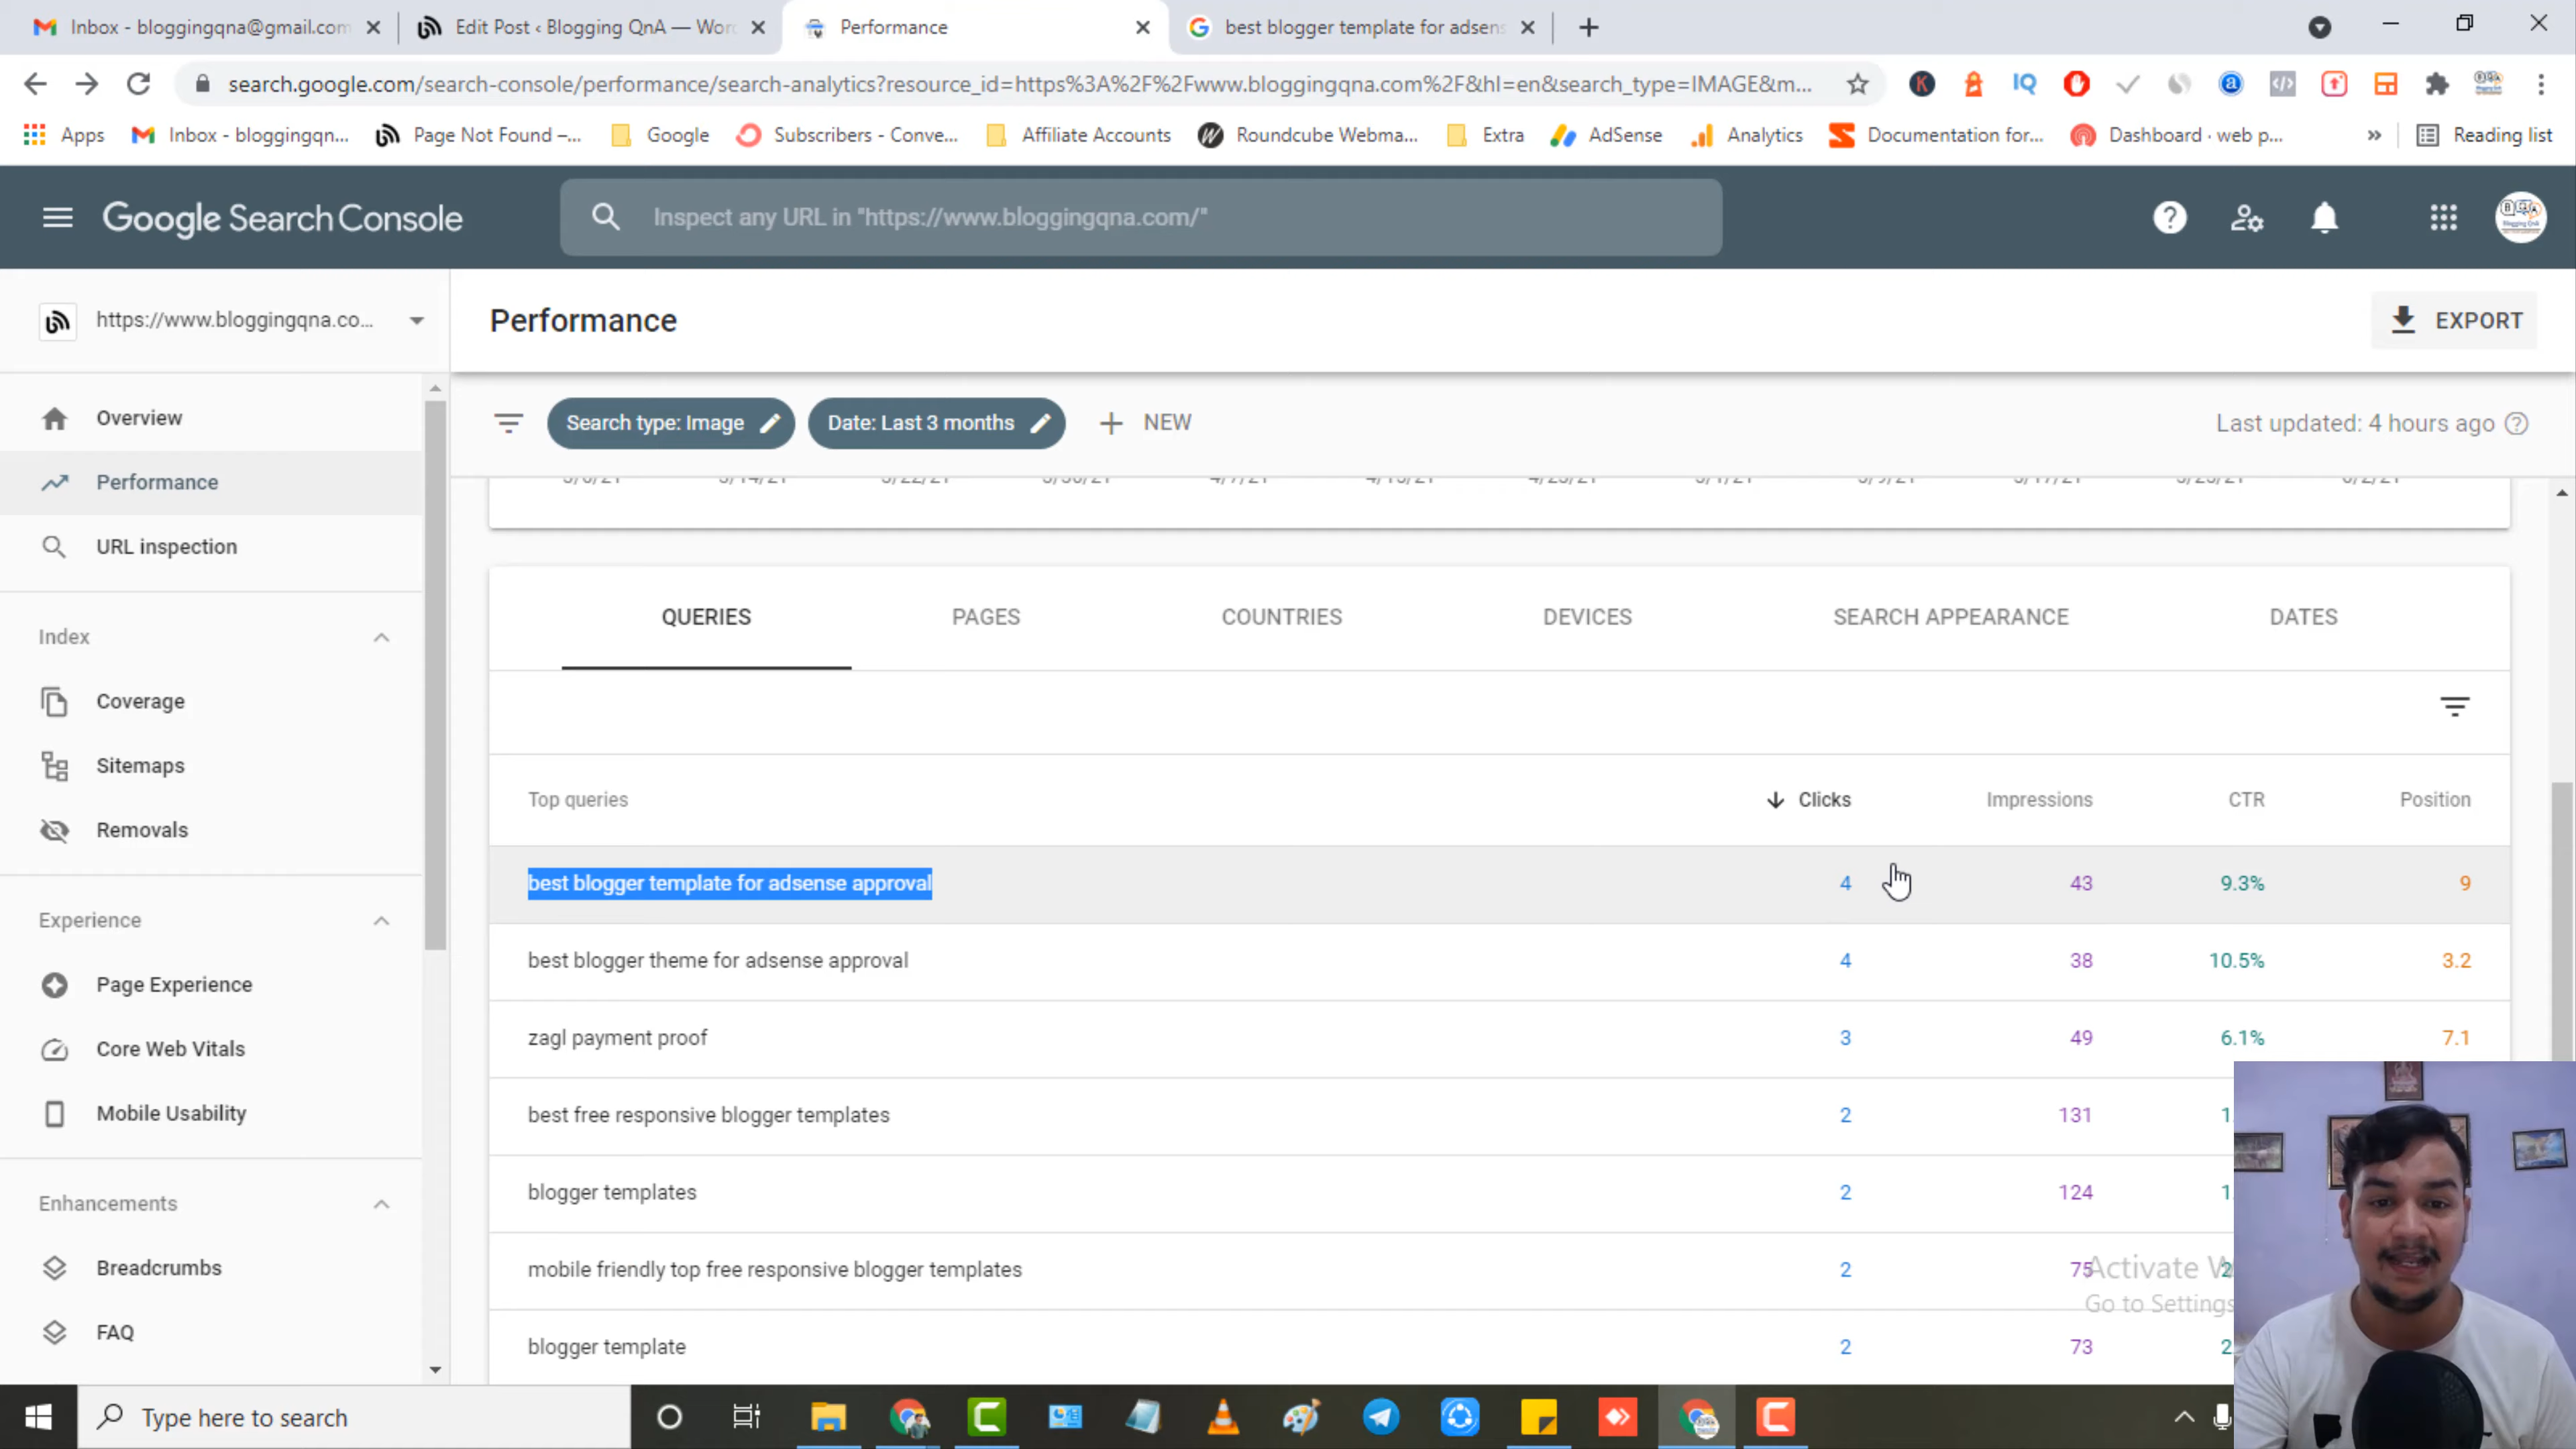 Inbox - bloggingqna@gmail.com
Edit Post ‹ Blogging QnA — Wor
Performance
best blogger template for adsens
search.google.com/search-console/performance/search-analytics?resource_id=https%3A%2F%2Fwww.bloggingqna.com%2F&hl=en&search_type=IMAGE&m...
Apps
Inbox - bloggingqn...
Page Not Found –...
Google
Subscribers - Conve...
Affiliate Accounts
Roundcube Webma...
Extra
AdSense
Analytics
Documentation for...
Dashboard · web p...
Reading list
Google Search Console
Inspect any URL in "https://www.bloggingqna.com/"
https://www.bloggingqna.co...
Performance
EXPORT
Search type: Image
Date: Last 3 months
NEW
Last updated: 4 hours ago
Overview
Performance
URL inspection
Index
Coverage
Sitemaps
Removals
Experience
Page Experience
Core Web Vitals
Mobile Usability
Enhancements
Breadcrumbs
FAQ
QUERIES PAGES COUNTRIES DEVICES SEARCH APPEARANCE DATES
Top queries Clicks Impressions CTR Position
best blogger template for adsense approval 4 43 9.3% 9
best blogger theme for adsense approval 4 38 10.5% 3.2
zagl payment proof 3 49 6.1% 7.1
best free responsive blogger templates 2 131 1.
blogger templates 2 124 1.
mobile friendly top free responsive blogger templates 2 75 2
blogger template 2 73 2
Activate W
Go to Settings
Type here to search